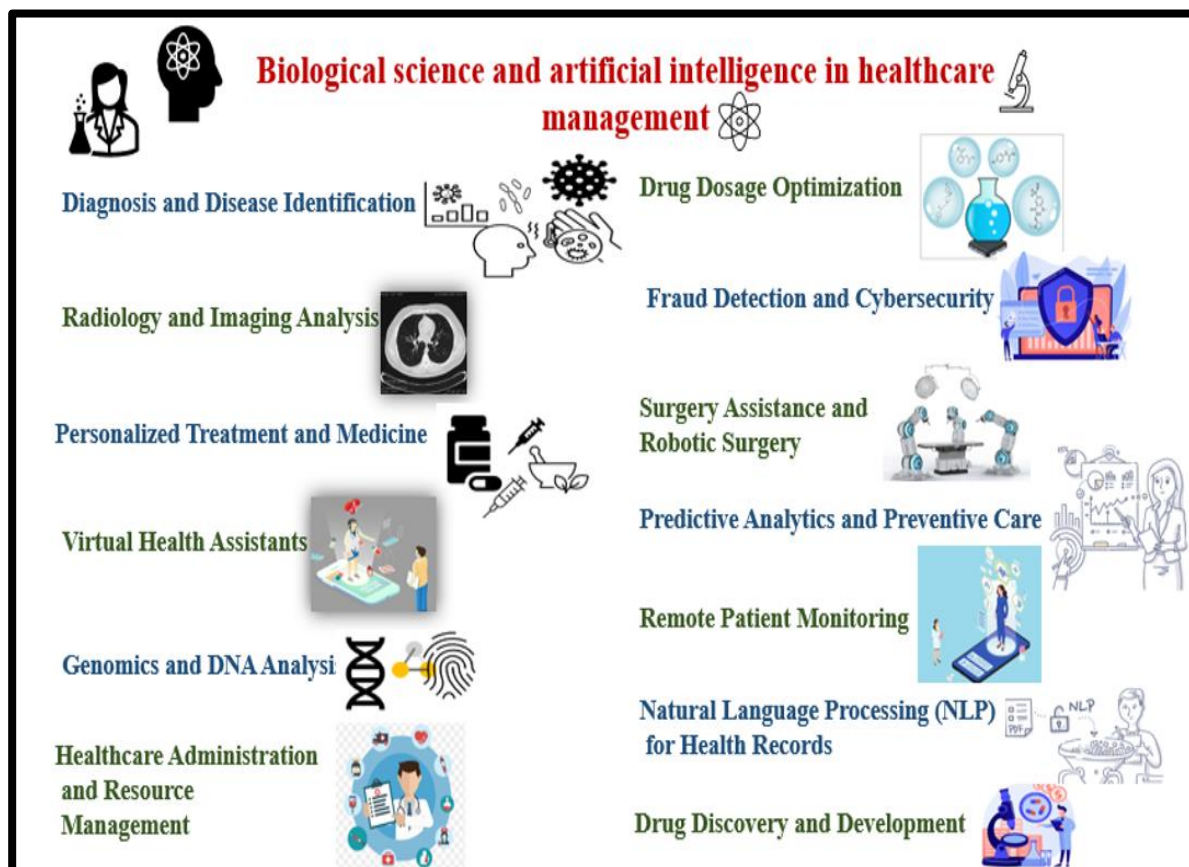 Biological science and artificial intelligence in healthcare
management
Diagnosis and Disease Identification
Radiology and Imaging Analysis
Personalized Treatment and Medicine
Virtual Health Assistants
Genomics and DNA Analysi
Healthcare Administration
and Resource
Management
Drug Dosage Optimization
Fraud Detection and Cybersecurity
Surgery Assistance and
Robotic Surgery
Predictive Analytics and Preventive Care
Remote Patient Monitoring
Natural Language Processing (NLP)
for Health Records
PDF
NLP
Drug Discovery and Development